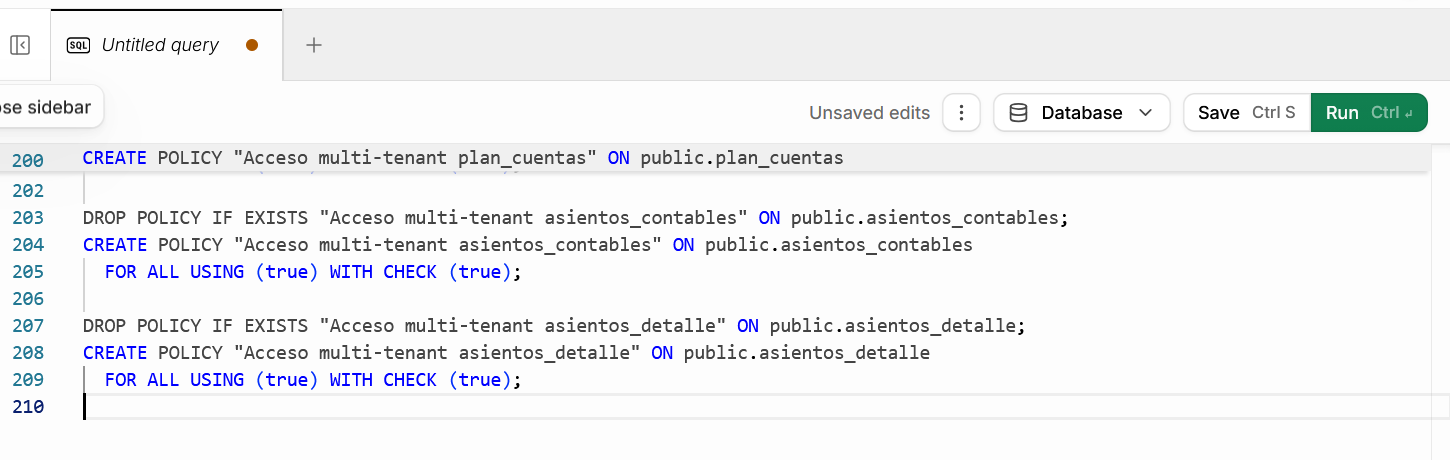 SQL Untitled query
ose sidebar
Unsaved edits Database Save Ctrl S Run Ctrl ↵
200 CREATE POLICY "Acceso multi-tenant plan_cuentas" ON public.plan_cuentas
202
203 DROP POLICY IF EXISTS "Acceso multi-tenant asientos_contables" ON public.asientos_contables;
204 CREATE POLICY "Acceso multi-tenant asientos_contables" ON public.asientos_contables
205 FOR ALL USING (true) WITH CHECK (true);
206
207 DROP POLICY IF EXISTS "Acceso multi-tenant asientos_detalle" ON public.asientos_detalle;
208 CREATE POLICY "Acceso multi-tenant asientos_detalle" ON public.asientos_detalle
209 FOR ALL USING (true) WITH CHECK (true);
210